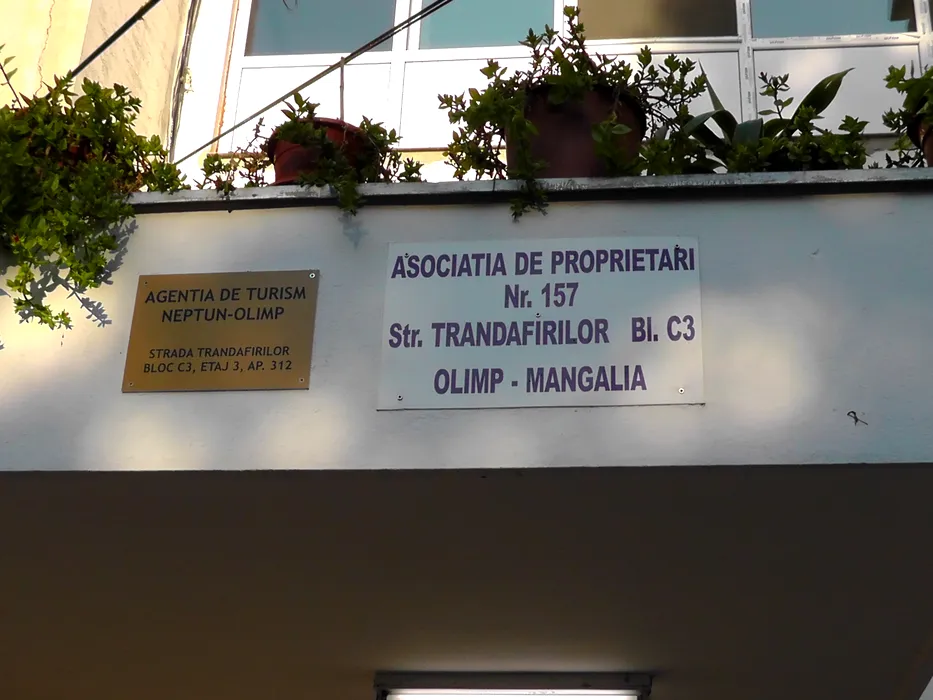 AGENTIA DE TURISM
NEPTUN-OLIMP
STRADA TRANDAFIRILOR
BLOC C3, ETAJ 3, AP. 312
ASOCIATIA DE PROPRIETARI
Nr. 157
Str. TRANDAFIRILOR Bl. C3
OLIMP - MANGALIA